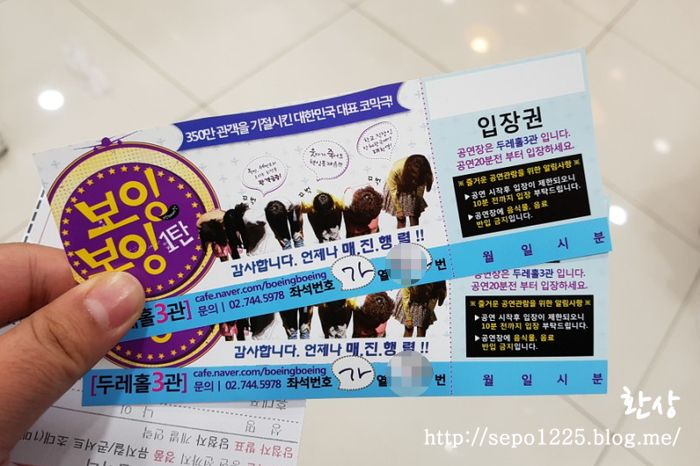 350만 관객을 기절시킨 대한민국 대표 코믹극!
보잉
보잉 1탄
감사합니다. 언제나 매.진.행.렬!!
[두레홀3관]
cafe.naver.com/boeingboeing
문의 | 02.744.5978 좌석번호 가 열 번
입장권
공연장은 두레홀3관 입니다.
공연20분전 부터 입장하세요.
※ 즐거운 공연관람을 위한 알림사항 ※
▶공연 시작후 입장이 제한되오니
10분 전까지 입장 부탁드립니다.
▶공연장에 음식물, 음료
반입 금지입니다.
월 일 시 분
감사합니다. 언제나 매.진.행.렬!!
[두레홀3관]
cafe.naver.com/boeingboeing
문의 | 02.744.5978 좌석번호 가 열 번
공연장은 두레홀3관 입니다.
공연20분전 부터 입장하세요.
※ 즐거운 공연관람을 위한 알림사항 ※
▶공연 시작후 입장이 제한되오니
10분 전까지 입장 부탁드립니다.
▶공연장에 음식물, 음료
반입 금지입니다.
월 일 시 분
환상
http://sepo1225.blog.me/